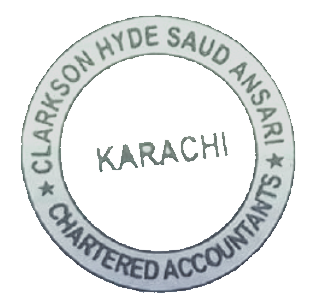 ★ CLARKSON HYDE SAUD ANSARI ★
KARACHI
CHARTERED ACCOUNTANTS